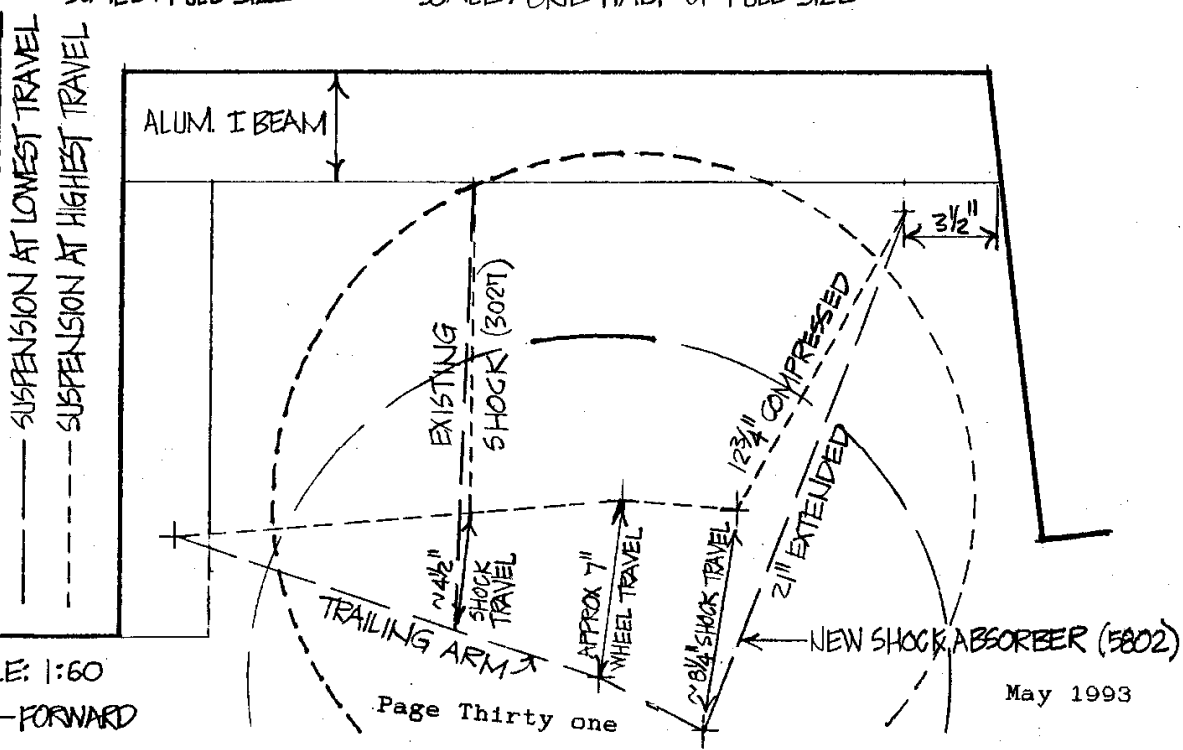 SUSPENSION AT LOWEST TRAVEL
SUSPENSION AT HIGHEST TRAVEL
ALUM. I BEAM
3½"
EXISTING
SHOCK (3027)
12¾" COMPRESSED
21" EXTENDED
~4½"
SHOCK
TRAVEL
APPROX 7"
WHEEL TRAVEL
~8¼" SHOCK TRAVEL
TRAILING ARM
NEW SHOCK ABSORBER (5802)
LE: 1:60
FORWARD
Page Thirty one
May 1993